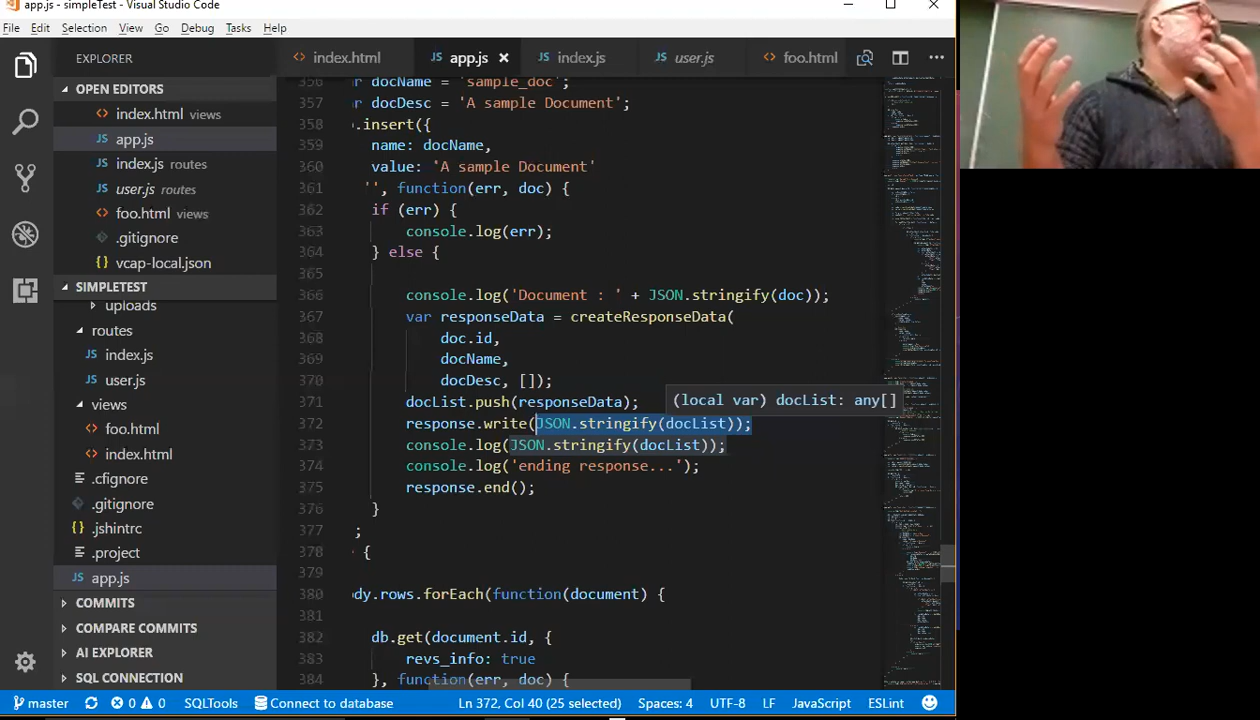 app.js - simpleTest - Visual Studio Code
File Edit Selection View Go Debug Tasks Help
EXPLORER
OPEN EDITORS
index.html views
app.js
index.js routes
user.js routes
foo.html views
.gitignore
vcap-local.json
SIMPLETEST
uploads
routes
index.js
user.js
views
foo.html
index.html
.cfignore
.gitignore
.jshintrc
.project
app.js
COMMITS
COMPARE COMMITS
AI EXPLORER
SQL CONNECTION
index.html app.js index.js user.js foo.html
356 r docName = 'sample_doc';
357 r docDesc = 'A sample Document';
358 .insert({
359 name: docName,
360 value: 'A sample Document'
361 '', function(err, doc) {
362 if (err) {
363 console.log(err);
364 } else {
365
366 console.log('Document : ' + JSON.stringify(doc));
367 var responseData = createResponseData(
368 doc.id,
369 docName,
370 docDesc, []);
371 docList.push(responseData);
(local var) docList: any[]
372 response.write(JSON.stringify(docList));
373 console.log(JSON.stringify(docList));
374 console.log('ending response...');
375 response.end();
376 }
377 ;
378 {
379
380 dy.rows.forEach(function(document) {
381
382 db.get(document.id, {
383 revs_info: true
384 }, function(err, doc) {
master 0 0 SQLTools Connect to database Ln 372, Col 40 (25 selected) Spaces: 4 UTF-8 LF JavaScript ESLint